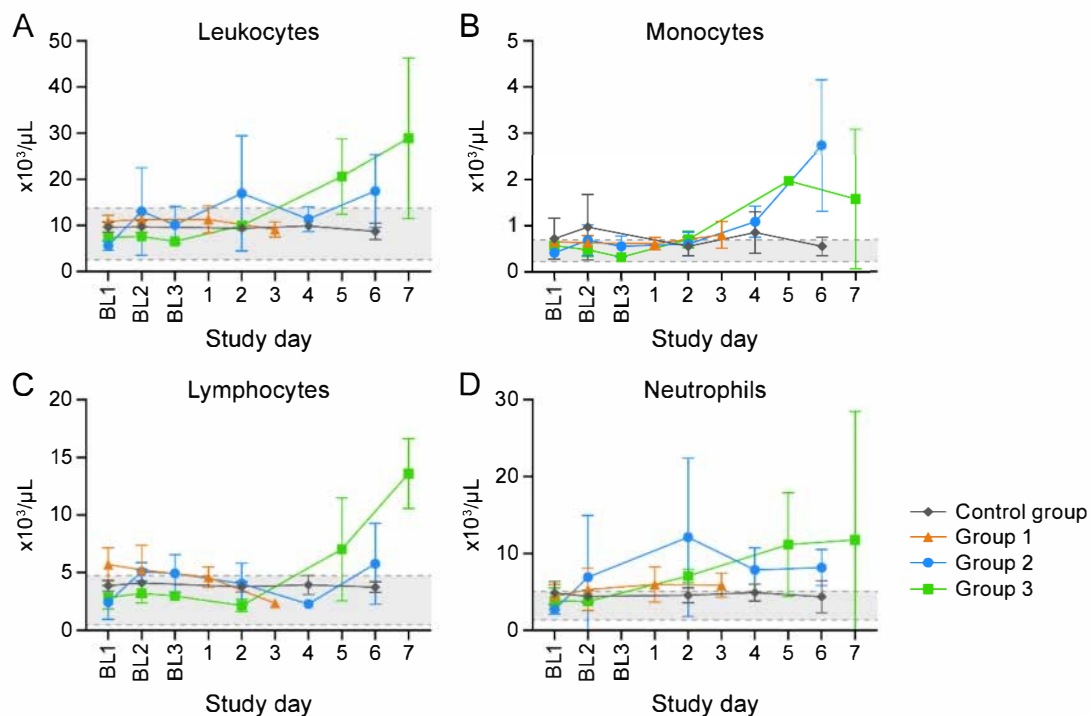 A
Leukocytes
x10³/µL
50
40
30
20
10
0
BL1
BL2
BL3
1
2
3
4
5
6
7
Study day
B
Monocytes
x10³/µL
5
4
3
2
1
0
BL1
BL2
BL3
1
2
3
4
5
6
7
Study day
C
Lymphocytes
x10³/µL
20
15
10
5
0
BL1
BL2
BL3
1
2
3
4
5
6
7
Study day
D
Neutrophils
x10³/µL
30
20
10
0
BL1
BL2
BL3
1
2
3
4
5
6
7
Study day
Control group
Group 1
Group 2
Group 3